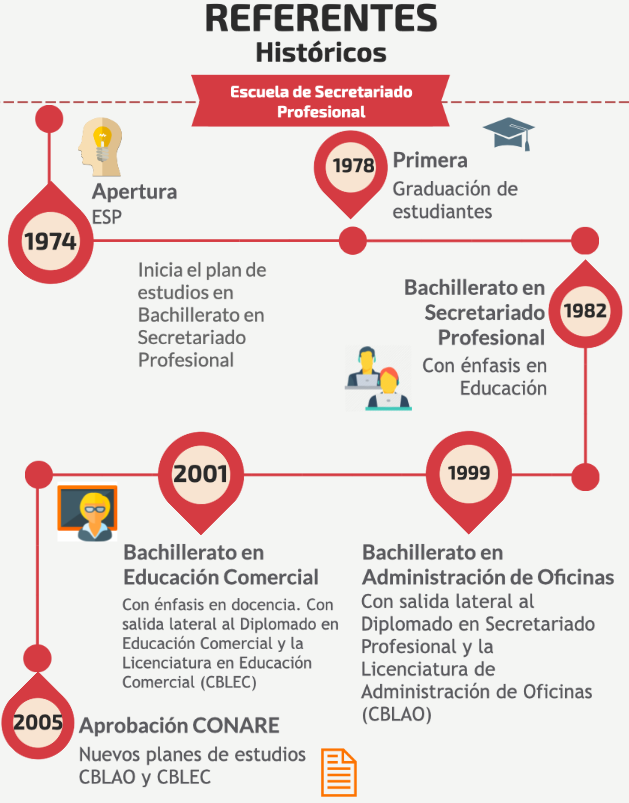 REFERENTES
Históricos
Escuela de Secretariado
Profesional
1974
Apertura
ESP
Inicia el plan de
estudios en
Bachillerato en
Secretariado
Profesional
1978
Primera
Graduación de
estudiantes
1982
Bachillerato en
Secretariado
Profesional
Con énfasis en
Educación
1999
Bachillerato en
Administración de Oficinas
Con salida lateral al
Diplomado en Secretariado
Profesional y la
Licenciatura de
Administración de Oficinas
(CBLAO)
2001
Bachillerato en
Educación Comercial
Con énfasis en docencia. Con
salida lateral al Diplomado en
Educación Comercial y la
Licenciatura en Educación
Comercial (CBLEC)
2005
Aprobación CONARE
Nuevos planes de estudios
CBLAO y CBLEC